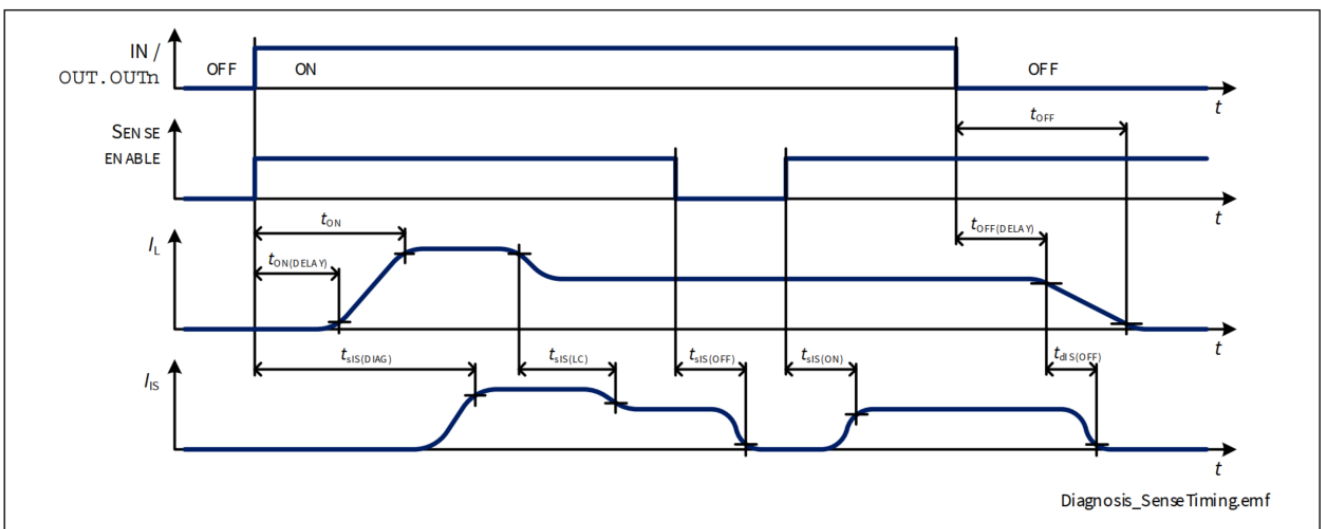 IN /
OUT.OUTn
OFF
ON
OFF
t
tOFF
SENSE
ENABLE
t
tON
tOFF(DELAY)
IL
tON(DELAY)
t
tsIS(DIAG)
tsIS(LC)
tsIS(OFF)
tsIS(ON)
tdIS(OFF)
IIS
t
Diagnosis_SenseTiming.emf